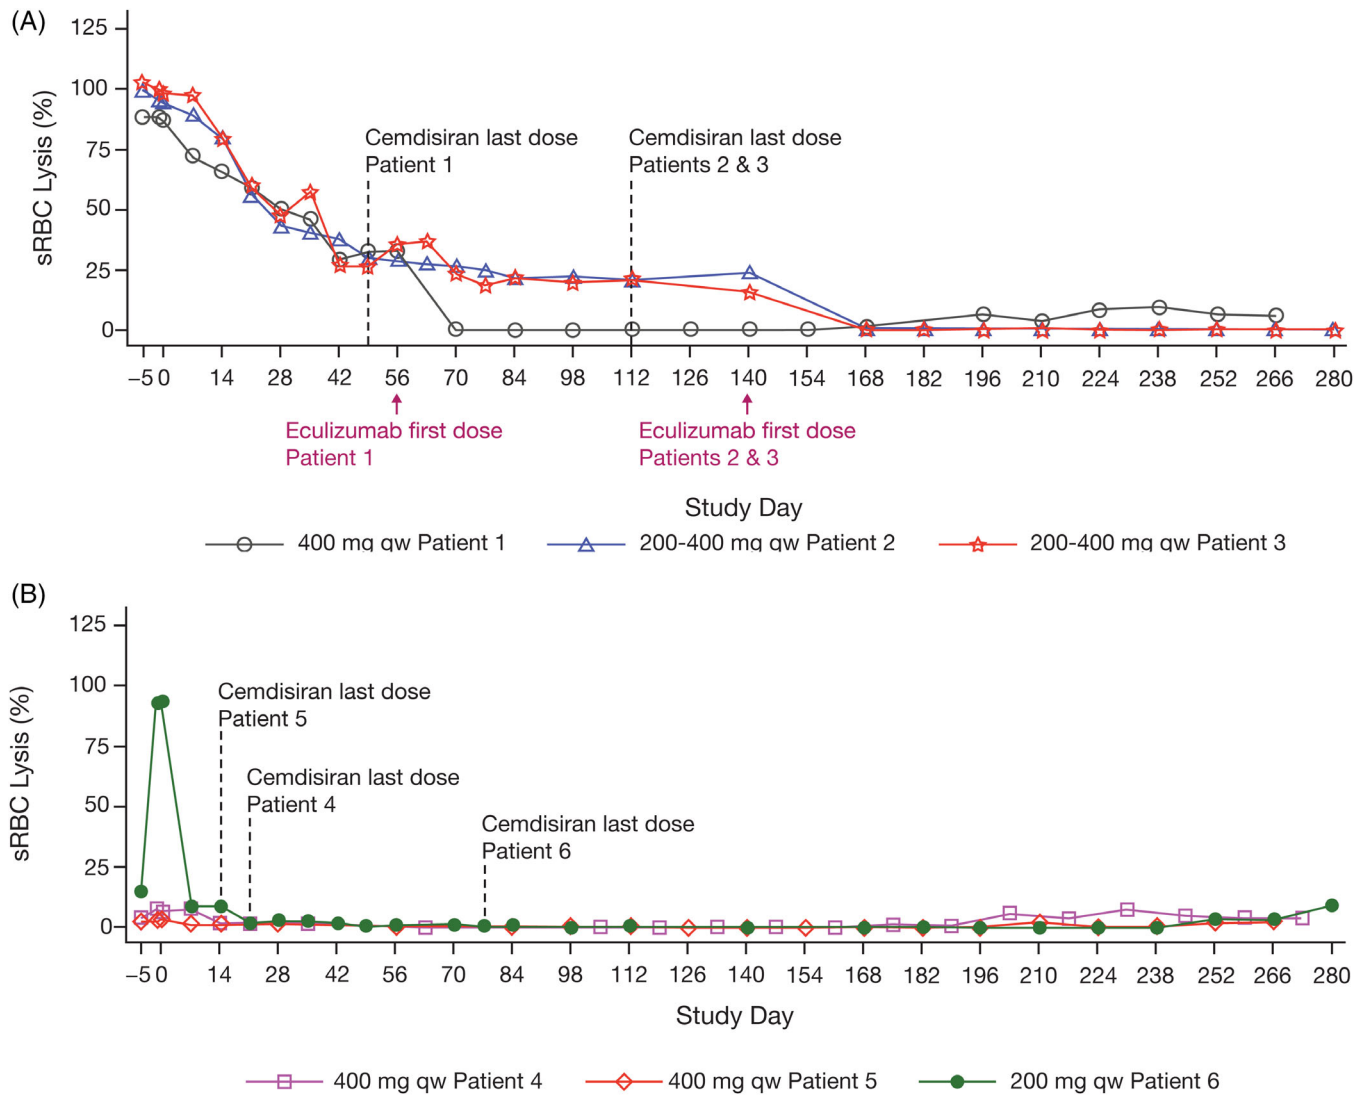 (A)
125
100
75
50
25
0
sRBC Lysis (%)
Cemdisiran last dose
Patient 1
Cemdisiran last dose
Patients 2 & 3
−5 0 14 28 42 56 70 84 98 112 126 140 154 168 182 196 210 224 238 252 266 280
Eculizumab first dose
Patient 1
Eculizumab first dose
Patients 2 & 3
Study Day
400 mg qw Patient 1
200-400 mg qw Patient 2
200-400 mg qw Patient 3
(B)
125
100
75
50
25
0
sRBC Lysis (%)
Cemdisiran last dose
Patient 5
Cemdisiran last dose
Patient 4
Cemdisiran last dose
Patient 6
−5 0 14 28 42 56 70 84 98 112 126 140 154 168 182 196 210 224 238 252 266 280
Study Day
400 mg qw Patient 4
400 mg qw Patient 5
200 mg qw Patient 6